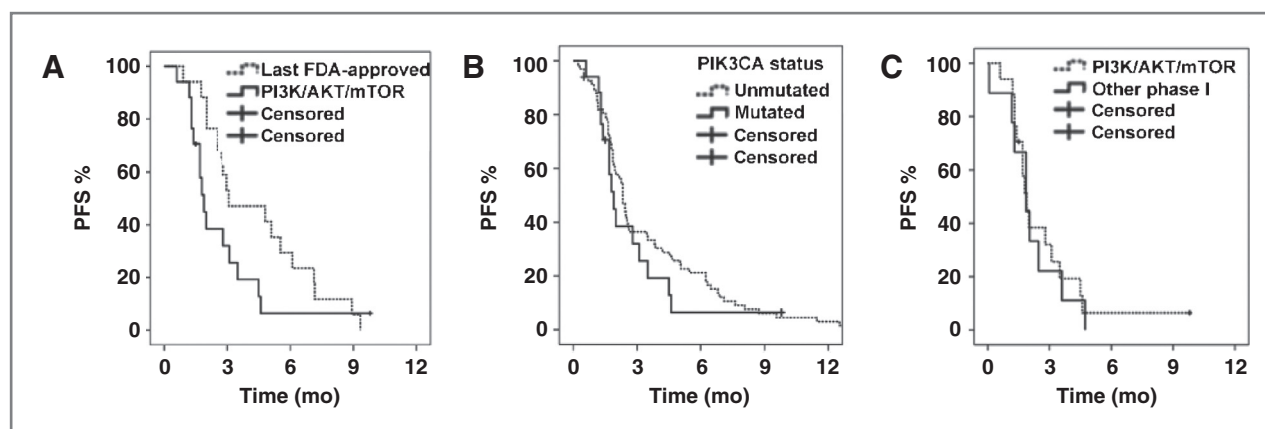 A
PFS %
100
80
60
40
20
0
Last FDA-approved
PI3K/AKT/mTOR
Censored
Censored
0 3 6 9 12
Time (mo)
B
PFS %
100
80
60
40
20
0
PIK3CA status
Unmutated
Mutated
Censored
Censored
0 3 6 9 12
Time (mo)
C
PFS %
100
80
60
40
20
0
PI3K/AKT/mTOR
Other phase I
Censored
Censored
0 3 6 9 12
Time (mo)